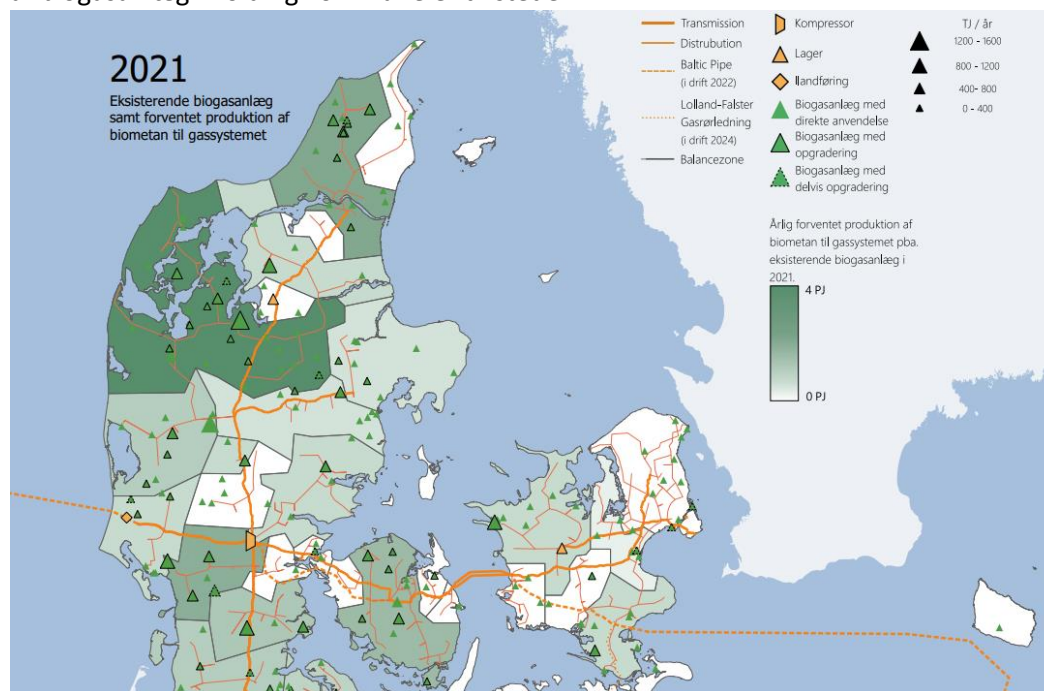 2021
Eksisterende biogasanlæg
samt forventet produktion af
biometan til gassystemet
Transmission
Distrubution
Baltic Pipe
(i drift 2022)
Lolland-Falster
Gasrørledning
(i drift 2024)
Balancezone
Kompressor
Lager
Ilandføring
Biogasanlæg med
direkte anvendelse
Biogasanlæg med
opgradering
Biogasanlæg med
delvis opgradering
TJ / år
1200 - 1600
800 - 1200
400- 800
0 - 400
Årlig forventet produktion af
biometan til gassystemet pba.
eksisterende biogasanlæg i
2021.
4 PJ
0 PJ